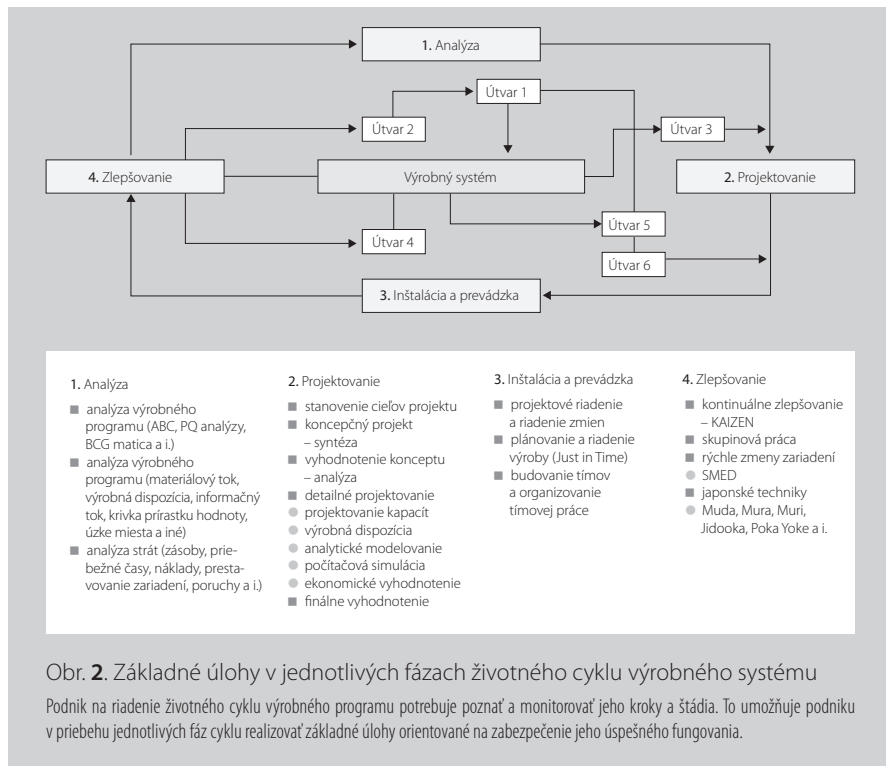 1. Analýza
Útvar 1
Útvar 2
Útvar 3
4. Zlepšovanie
Výrobný systém
2. Projektovanie
Útvar 5
Útvar 4
Útvar 6
3. Inštalácia a prevádzka
1. Analýza
analýza výrobného
programu (ABC, PQ analýzy,
BCG matica a i.)
analýza výrobného
programu (materiálový tok,
výrobná dispozícia, informačný
tok, krivka prírastku hodnoty,
úzke miesta a iné)
analýza strát (zásoby, prie-
bežné časy, náklady, presta-
vovanie zariadení, poruchy a i.)
2. Projektovanie
stanovenie cieľov projektu
koncepčný projekt
– syntéza
vyhodnotenie konceptu
– analýza
detailné projektovanie
projektovanie kapacít
výrobná dispozícia
analytické modelovanie
počítačová simulácia
ekonomické vyhodnotenie
finálne vyhodnotenie
3. Inštalácia a prevádzka
projektové riadenie
a riadenie zmien
plánovanie a riadenie
výroby (Just in Time)
budovanie tímov
a organizovanie
tímovej práce
4. Zlepšovanie
kontinuálne zlepšovanie
– KAIZEN
skupinová práca
rýchle zmeny zariadení
SMED
japonské techniky
Muda, Mura, Muri,
Jidooka, Poka Yoke a i.
Obr. 2. Základné úlohy v jednotlivých fázach životného cyklu výrobného systému
Podnik na riadenie životného cyklu výrobného programu potrebuje poznať a monitorovať jeho kroky a štádia. To umožňuje podniku
v priebehu jednotlivých fáz cyklu realizovať základné úlohy orientované na zabezpečenie jeho úspešného fungovania.